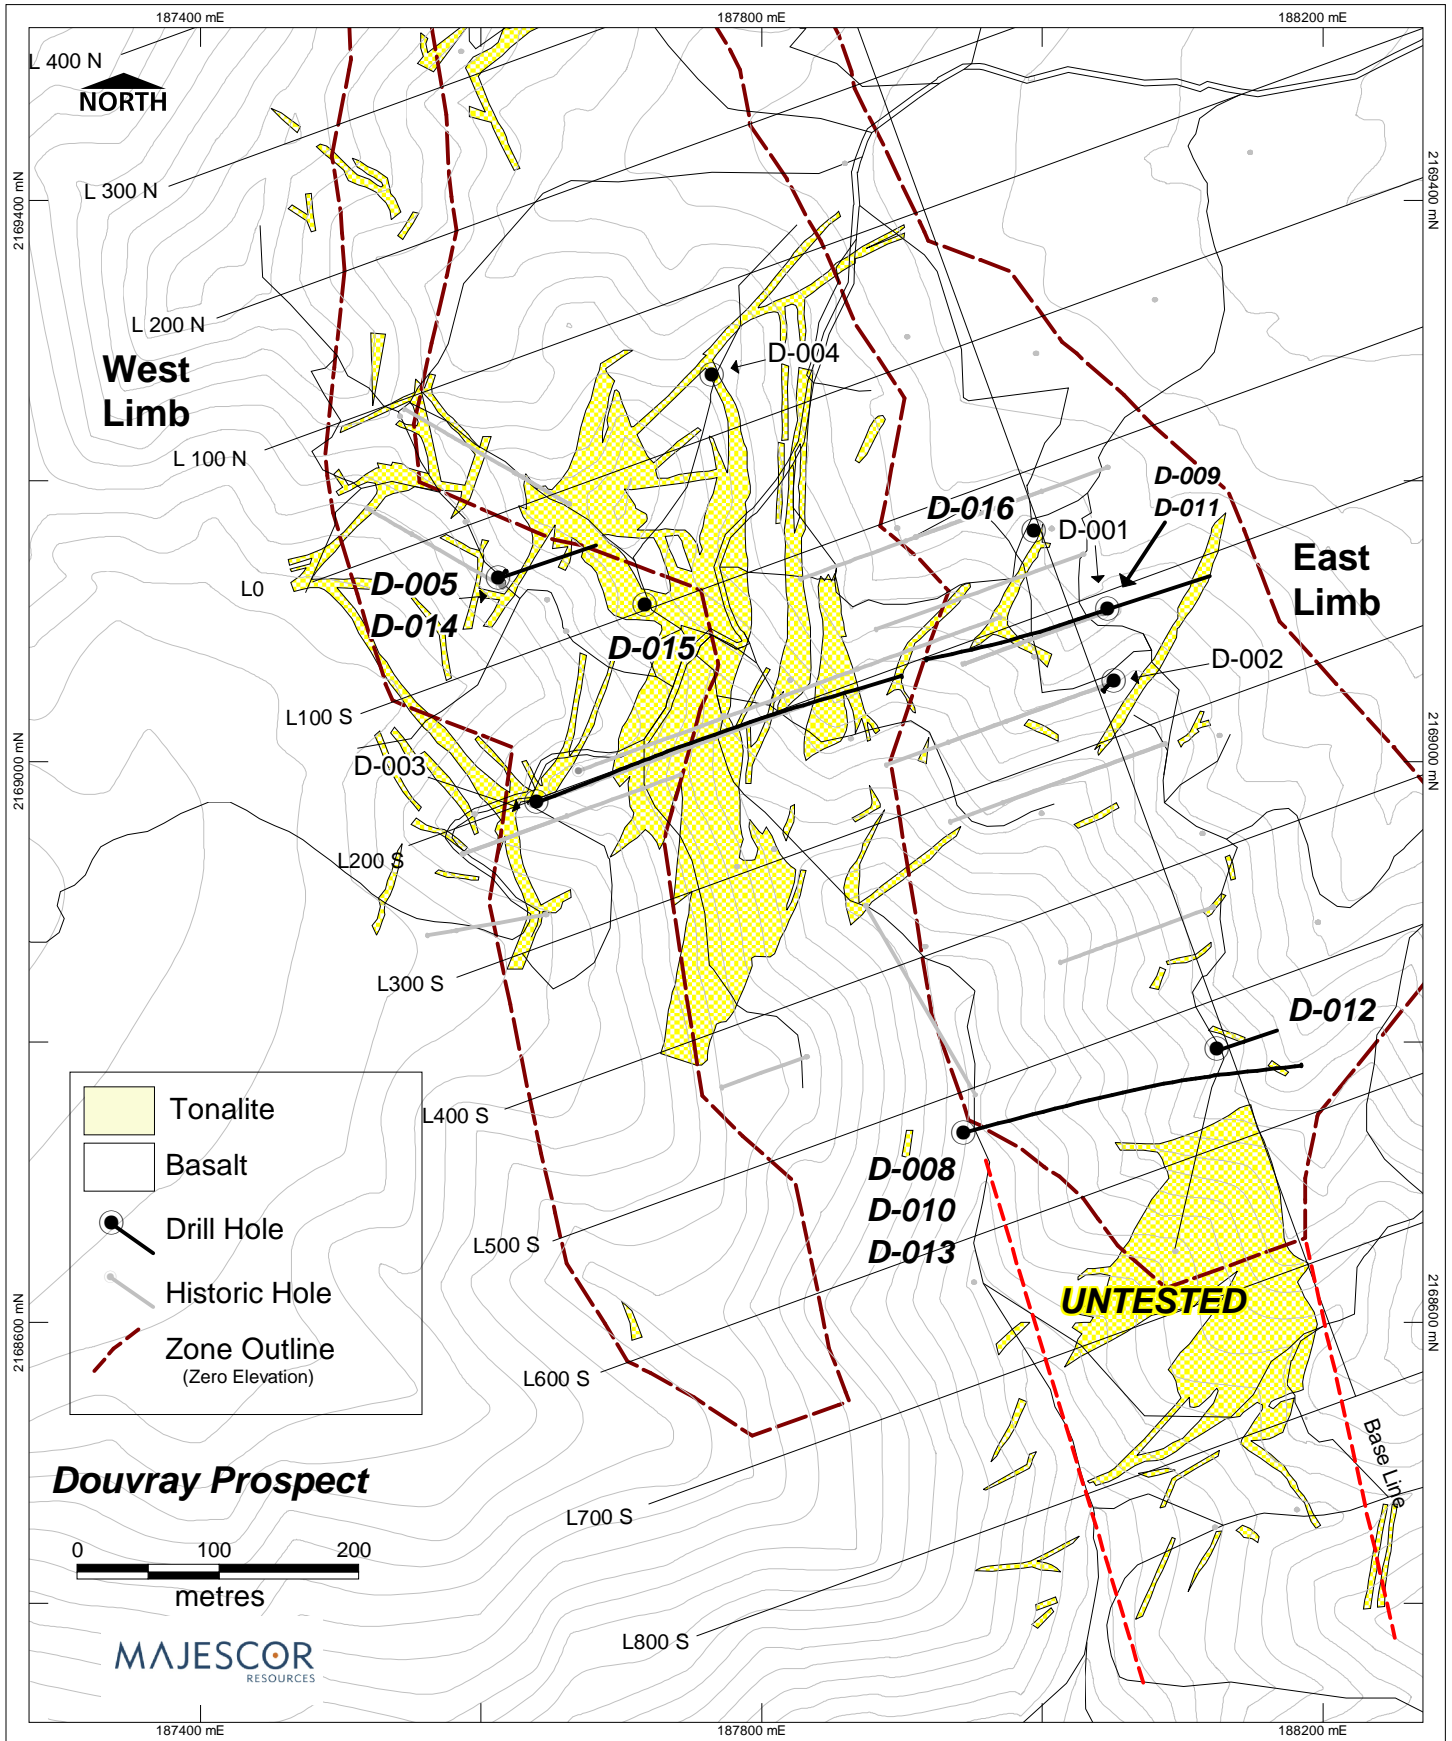 187400 mE
187800 mE
188200 mE
L 400 N
NORTH
L 300 N
2169400 mN
2169400 mN
L 200 N
D-004
West
Limb
L 100 N
D-009
D-016
D-011
D-001
East
Limb
L0
D-005
D-014
D-015
D-002
L100 S
D-003
2169000 mN
2169000 mN
L200 S
L300 S
D-012
L400 S
Tonalite
Basalt
D-008
D-010
D-013
Drill Hole
L500 S
Historic Hole
UNTESTED
2168600 mN
2168600 mN
Zone Outline
(Zero Elevation)
L600 S
Base Line
Douvray Prospect
L700 S
0 100 200
metres
L800 S
MAJESCOR
RESOURCES
187400 mE
187800 mE
188200 mE